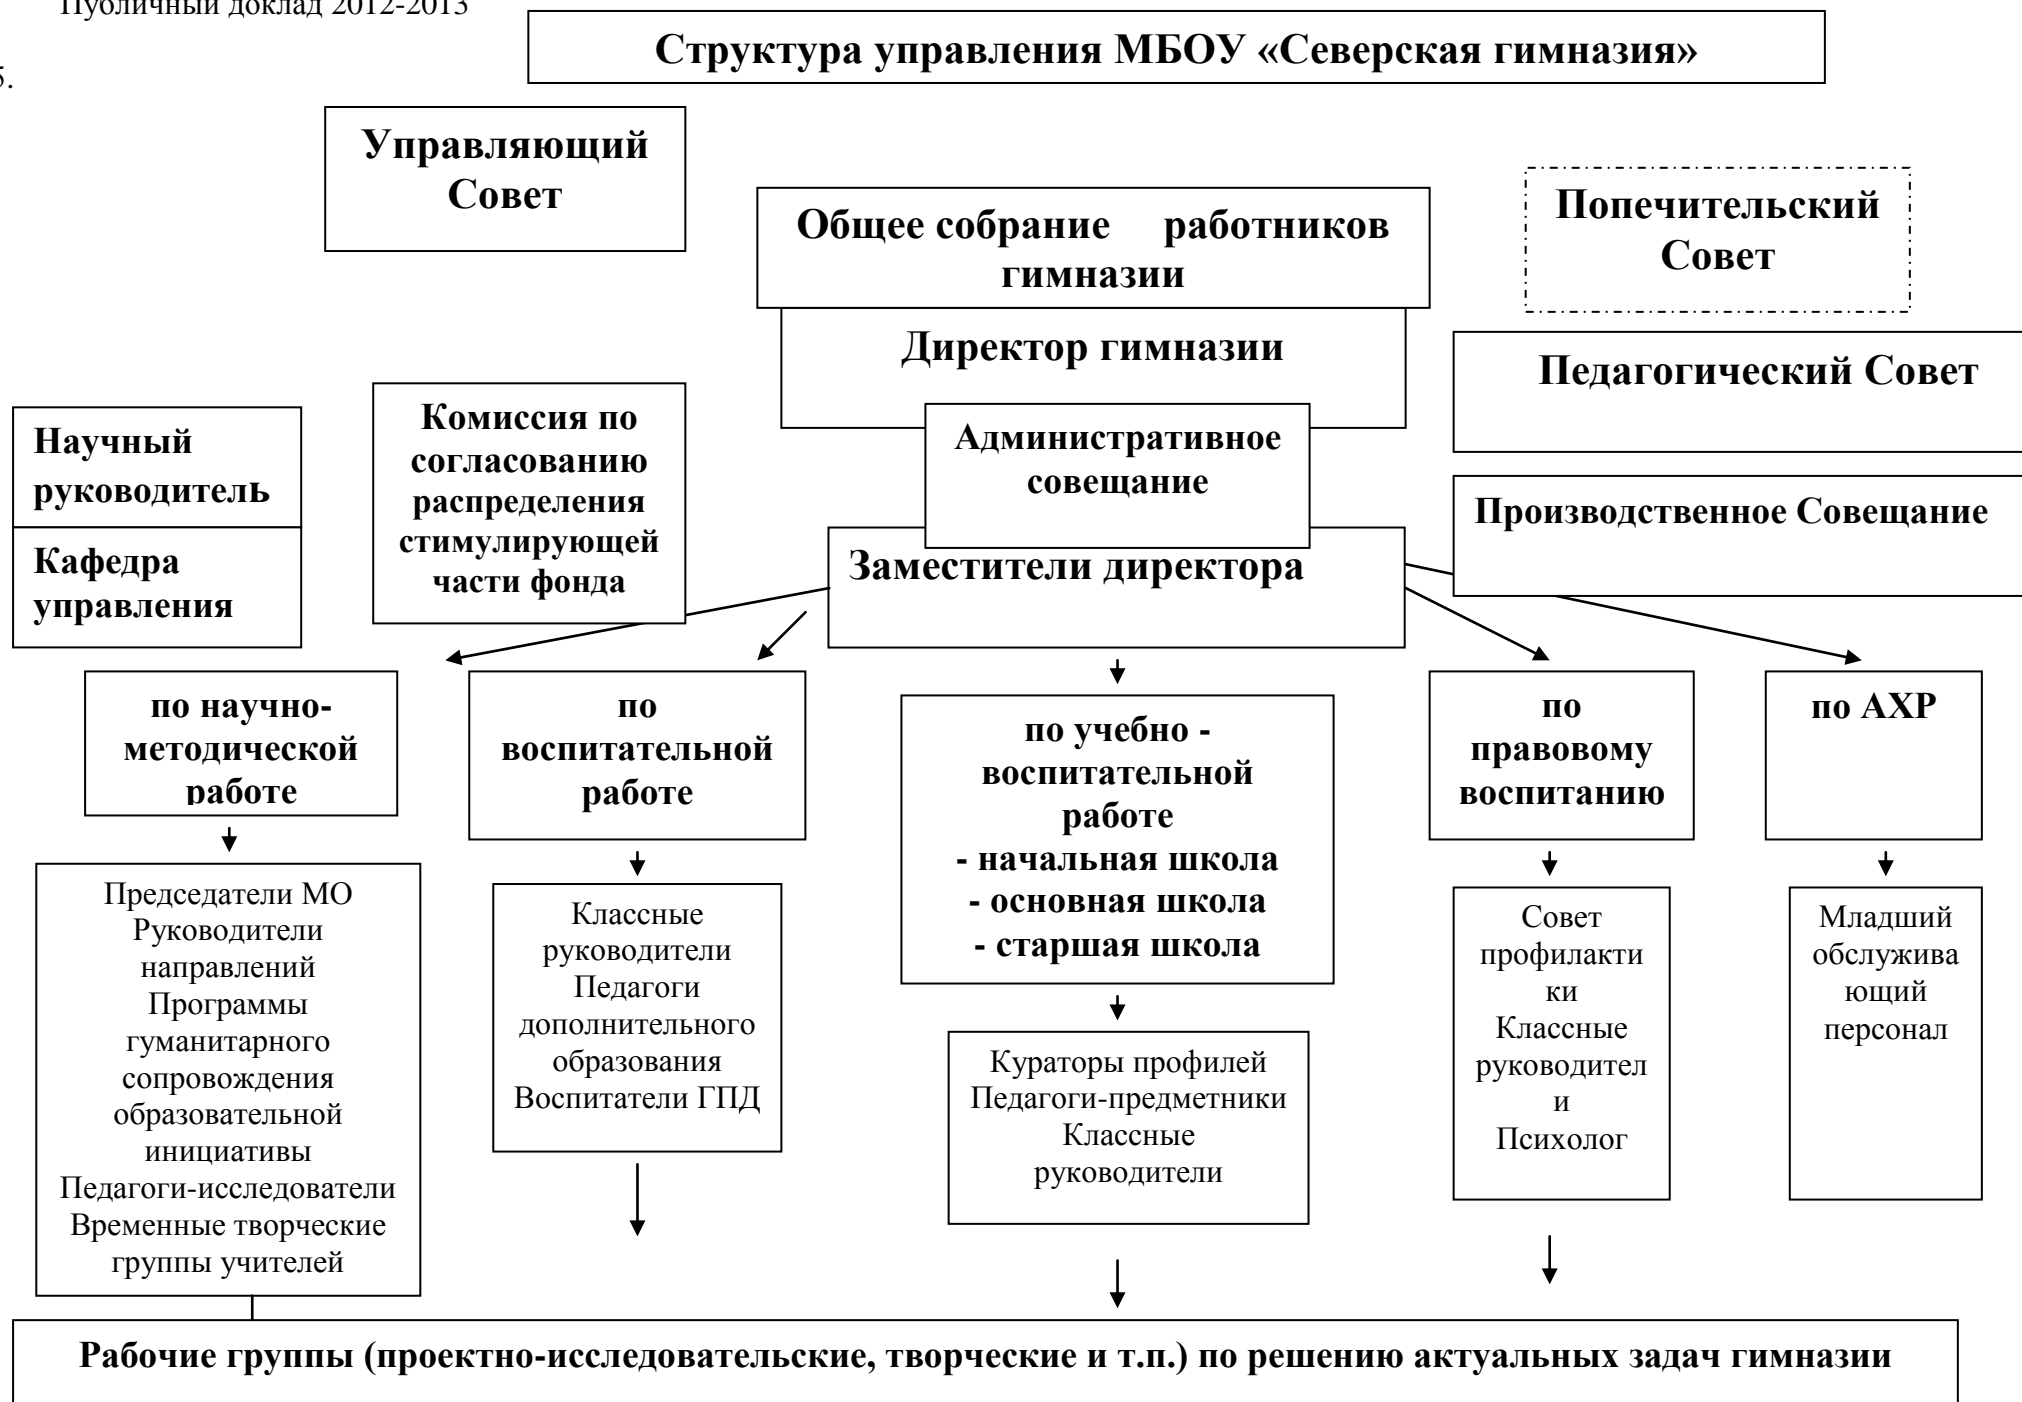 Публичный доклад 2012-2013
5.
Структура управления МБОУ «Северская гимназия»
Управляющий
Совет
Общее собрание работников
гимназии
Попечительский
Совет
Директор гимназии
Педагогический Совет
Научный
руководитель
Комиссия по
согласованию
распределения
стимулирующей
части фонда
Административное
совещание
Производственное Совещание
Кафедра
управления
Заместители директора
по научно-
методической
работе
по
воспитательной
работе
по учебно -
воспитательной
работе
- начальная школа
- основная школа
- старшая школа
по
правовому
воспитанию
по АХР
Председатели МО
Руководители
направлений
Программы
гуманитарного
сопровождения
образовательной
инициативы
Педагоги-исследователи
Временные творческие
группы учителей
Классные
руководители
Педагоги
дополнительного
образования
Воспитатели ГПД
Кураторы профилей
Педагоги-предметники
Классные
руководители
Совет
профилакти
ки
Классные
руководител
и
Психолог
Младший
обслужива
ющий
персонал
Рабочие группы (проектно-исследовательские, творческие и т.п.) по решению актуальных задач гимназии